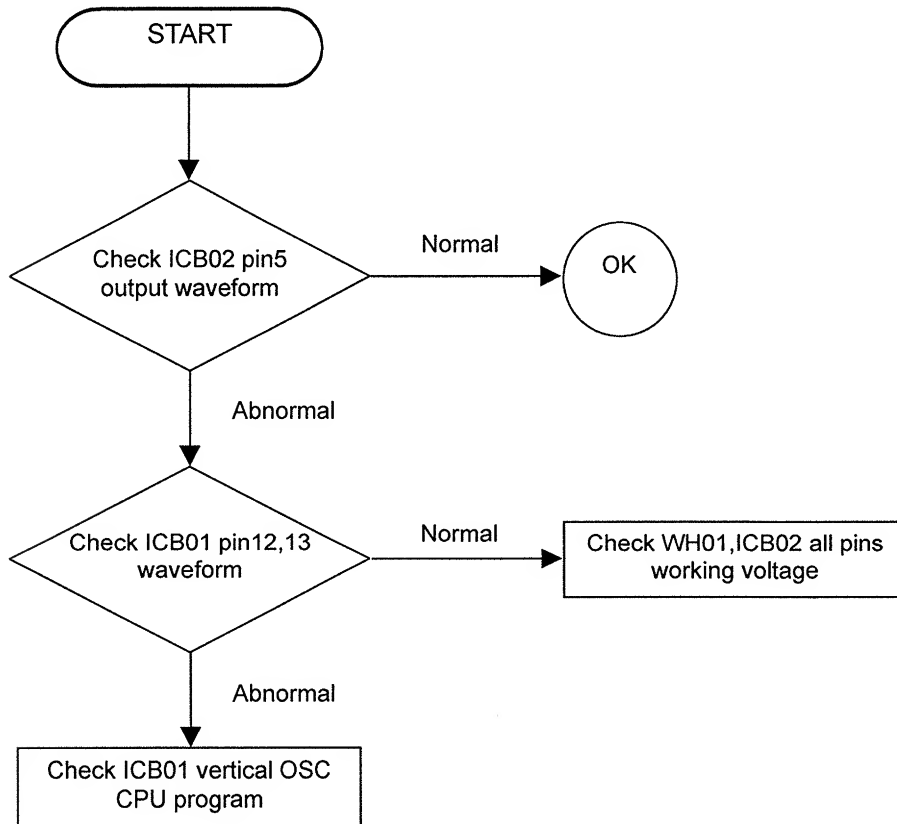 START
Check ICB02 pin5
output waveform
Normal
OK
Abnormal
Check ICB01 pin12,13
waveform
Normal
Check WH01,ICB02 all pins
working voltage
Abnormal
Check ICB01 vertical OSC
CPU program